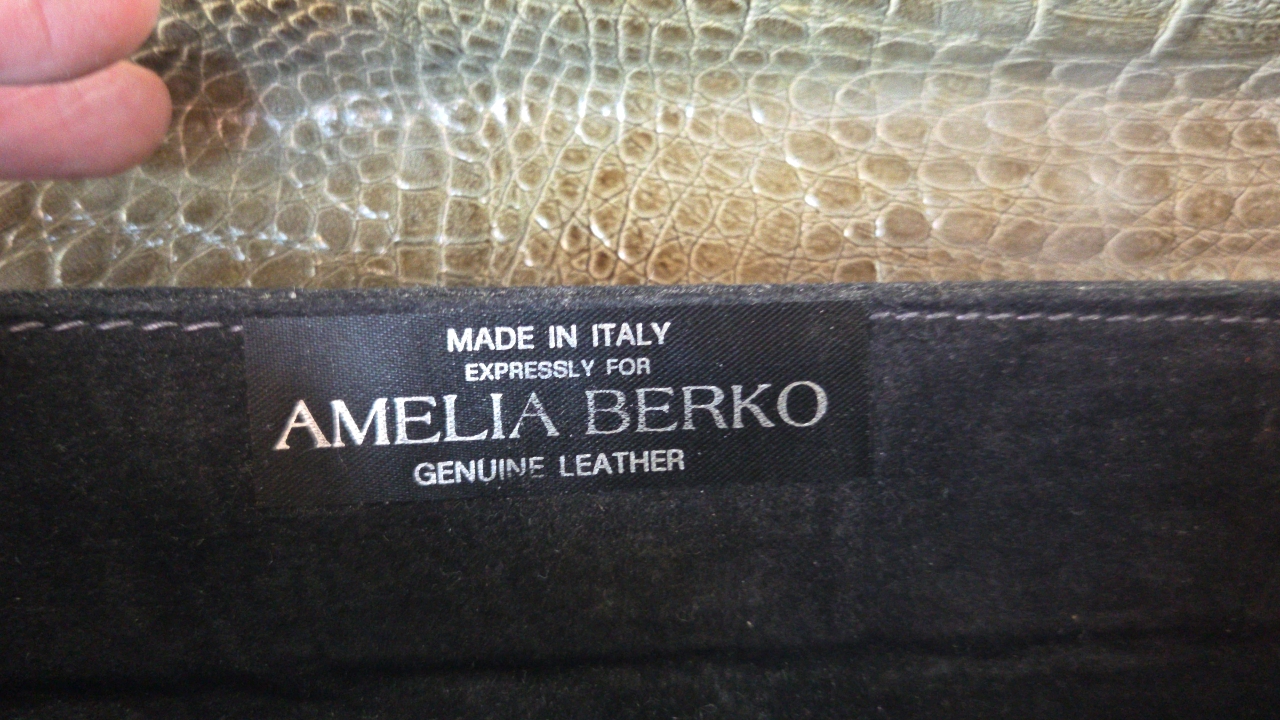 MADE IN ITALY
EXPRESSLY FOR
AMELIA BERKO
GENUINE LEATHER